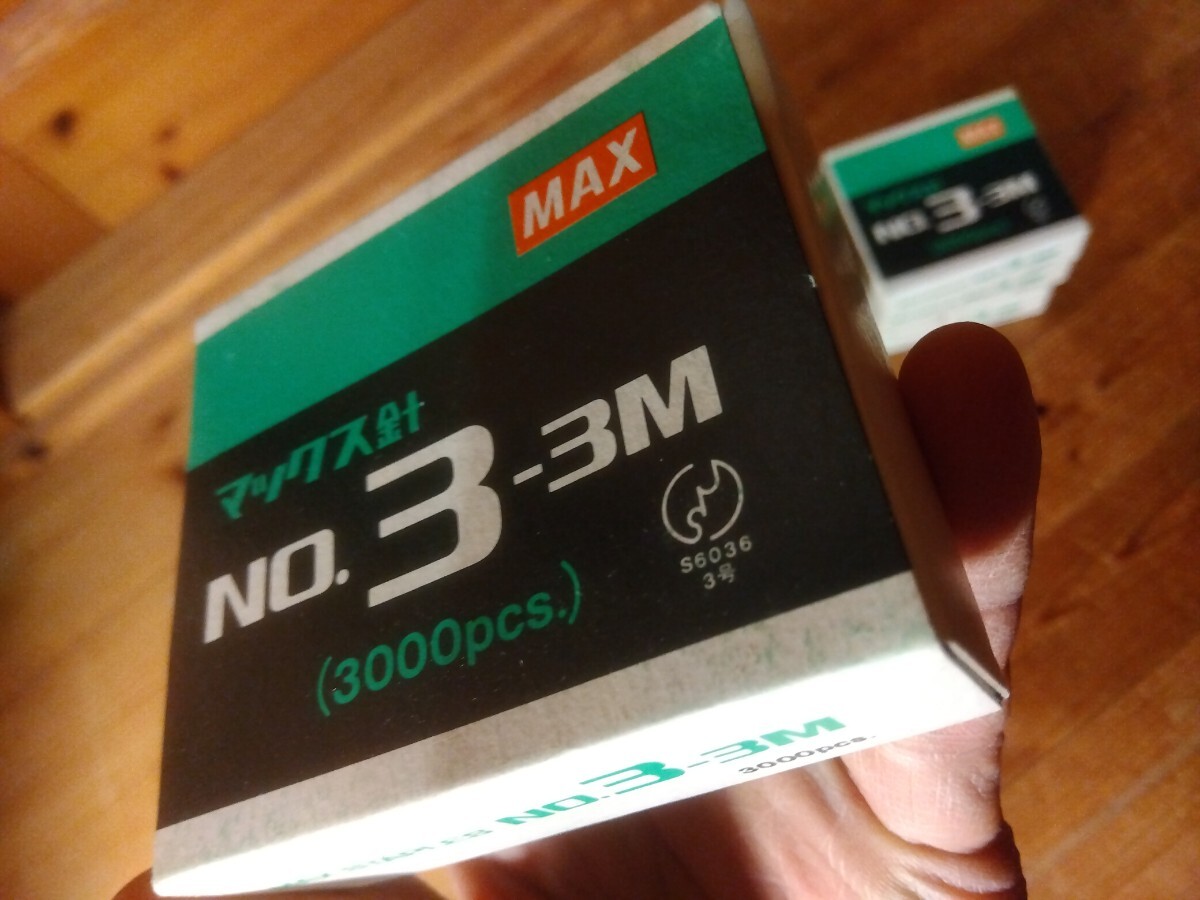 MAX
マックス針
NO.3-3M
(3000pcs.)
S6036
3号
STAPLES NO.3-3M
3000pcs.
MAX
NO.3-3M